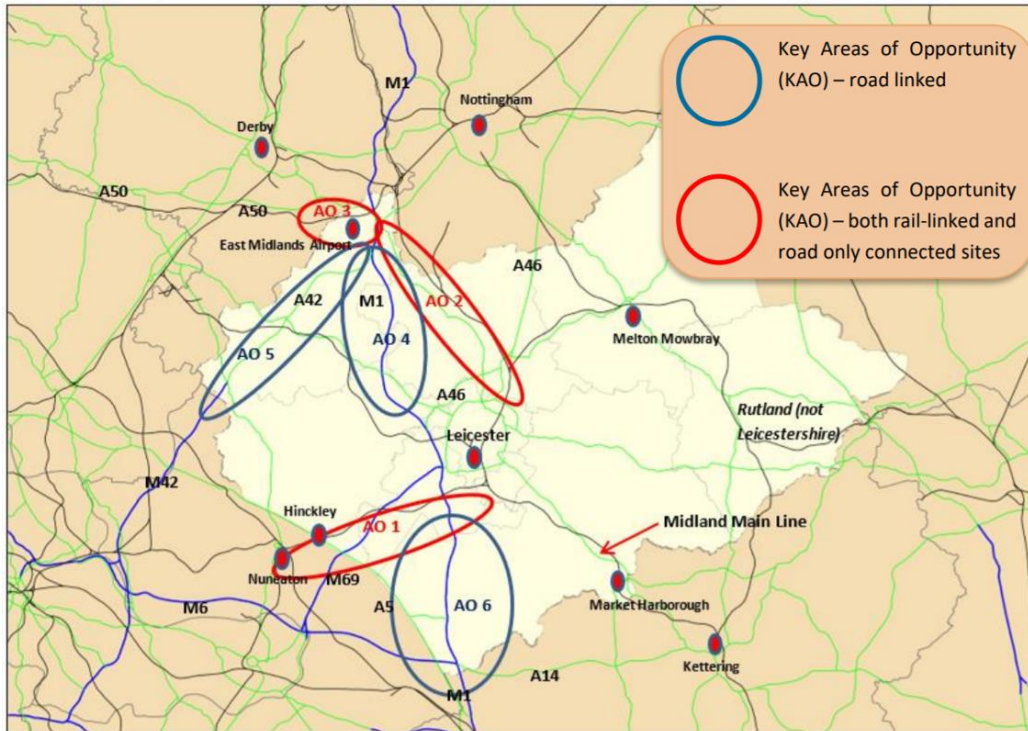 Key Areas of Opportunity
(KAO) – road linked
Key Areas of Opportunity
(KAO) – both rail-linked and
road only connected sites
M1
Nottingham
Derby
A50
A50
AO 3
East Midlands Airport
A46
A42
M1
AO 2
Melton Mowbray
AO 5
AO 4
A46
Rutland (not
Leicestershire)
Leicester
M42
Hinckley
AO 1
Midland Main Line
Nuneaton
M69
Market Harborough
M6
A5
AO 6
Kettering
A14
M1